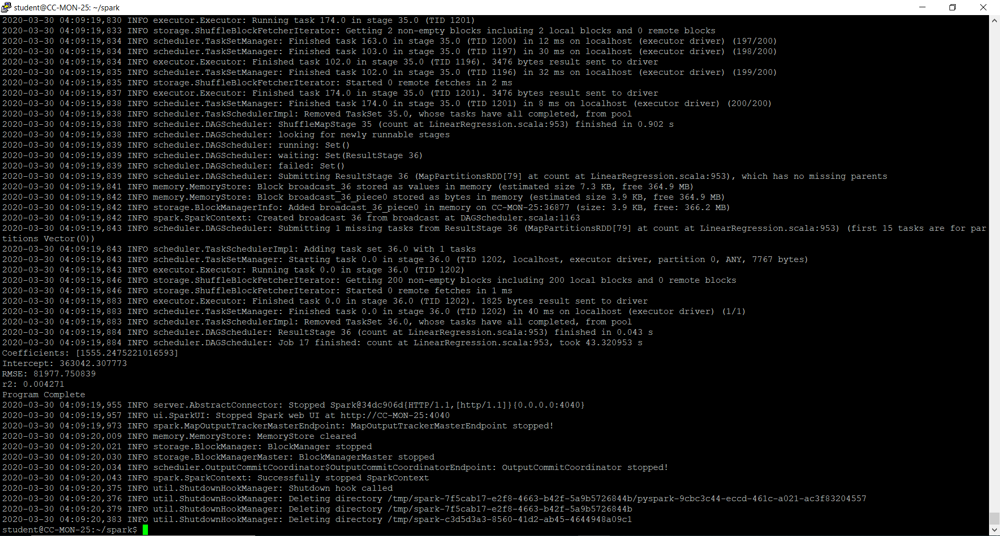 student@CC-MON-25: ~/spark
2020-03-30 04:09:19,830 INFO executor.Executor: Running task 174.0 in stage 35.0 (TID 1201)
2020-03-30 04:09:19,833 INFO storage.ShuffleBlockFetcherIterator: Getting 2 non-empty blocks including 2 local blocks and 0 remote blocks
2020-03-30 04:09:19,834 INFO scheduler.TaskSetManager: Finished task 163.0 in stage 35.0 (TID 1200) in 12 ms on localhost (executor driver) (197/200)
2020-03-30 04:09:19,834 INFO scheduler.TaskSetManager: Finished task 103.0 in stage 35.0 (TID 1197) in 30 ms on localhost (executor driver) (198/200)
2020-03-30 04:09:19,834 INFO executor.Executor: Finished task 102.0 in stage 35.0 (TID 1196). 3476 bytes result sent to driver
2020-03-30 04:09:19,835 INFO scheduler.TaskSetManager: Finished task 102.0 in stage 35.0 (TID 1196) in 32 ms on localhost (executor driver) (199/200)
2020-03-30 04:09:19,835 INFO storage.ShuffleBlockFetcherIterator: Started 0 remote fetches in 2 ms
2020-03-30 04:09:19,837 INFO executor.Executor: Finished task 174.0 in stage 35.0 (TID 1201). 3476 bytes result sent to driver
2020-03-30 04:09:19,838 INFO scheduler.TaskSetManager: Finished task 174.0 in stage 35.0 (TID 1201) in 8 ms on localhost (executor driver) (200/200)
2020-03-30 04:09:19,838 INFO scheduler.TaskSchedulerImpl: Removed TaskSet 35.0, whose tasks have all completed, from pool
2020-03-30 04:09:19,838 INFO scheduler.DAGScheduler: ShuffleMapStage 35 (count at LinearRegression.scala:953) finished in 0.902 s
2020-03-30 04:09:19,838 INFO scheduler.DAGScheduler: looking for newly runnable stages
2020-03-30 04:09:19,839 INFO scheduler.DAGScheduler: running: Set()
2020-03-30 04:09:19,839 INFO scheduler.DAGScheduler: waiting: Set(ResultStage 36)
2020-03-30 04:09:19,839 INFO scheduler.DAGScheduler: failed: Set()
2020-03-30 04:09:19,839 INFO scheduler.DAGScheduler: Submitting ResultStage 36 (MapPartitionsRDD[79] at count at LinearRegression.scala:953), which has no missing parents
2020-03-30 04:09:19,841 INFO memory.MemoryStore: Block broadcast_36 stored as values in memory (estimated size 7.3 KB, free 364.9 MB)
2020-03-30 04:09:19,842 INFO memory.MemoryStore: Block broadcast_36_piece0 stored as bytes in memory (estimated size 3.9 KB, free 364.9 MB)
2020-03-30 04:09:19,842 INFO storage.BlockManagerInfo: Added broadcast_36_piece0 in memory on CC-MON-25:36877 (size: 3.9 KB, free: 366.2 MB)
2020-03-30 04:09:19,842 INFO spark.SparkContext: Created broadcast 36 from broadcast at DAGScheduler.scala:1163
2020-03-30 04:09:19,843 INFO scheduler.DAGScheduler: Submitting 1 missing tasks from ResultStage 36 (MapPartitionsRDD[79] at count at LinearRegression.scala:953) (first 15 tasks are for par
titions Vector(0))
2020-03-30 04:09:19,843 INFO scheduler.TaskSchedulerImpl: Adding task set 36.0 with 1 tasks
2020-03-30 04:09:19,843 INFO scheduler.TaskSetManager: Starting task 0.0 in stage 36.0 (TID 1202, localhost, executor driver, partition 0, ANY, 7767 bytes)
2020-03-30 04:09:19,843 INFO executor.Executor: Running task 0.0 in stage 36.0 (TID 1202)
2020-03-30 04:09:19,846 INFO storage.ShuffleBlockFetcherIterator: Getting 200 non-empty blocks including 200 local blocks and 0 remote blocks
2020-03-30 04:09:19,846 INFO storage.ShuffleBlockFetcherIterator: Started 0 remote fetches in 1 ms
2020-03-30 04:09:19,883 INFO executor.Executor: Finished task 0.0 in stage 36.0 (TID 1202). 1825 bytes result sent to driver
2020-03-30 04:09:19,883 INFO scheduler.TaskSetManager: Finished task 0.0 in stage 36.0 (TID 1202) in 40 ms on localhost (executor driver) (1/1)
2020-03-30 04:09:19,883 INFO scheduler.TaskSchedulerImpl: Removed TaskSet 36.0, whose tasks have all completed, from pool
2020-03-30 04:09:19,884 INFO scheduler.DAGScheduler: ResultStage 36 (count at LinearRegression.scala:953) finished in 0.043 s
2020-03-30 04:09:19,884 INFO scheduler.DAGScheduler: Job 17 finished: count at LinearRegression.scala:953, took 43.320953 s
Coefficients: [1555.2475221016593]
Intercept: 363042.307773
RMSE: 81977.750839
r2: 0.004271
Program Complete
2020-03-30 04:09:19,955 INFO server.AbstractConnector: Stopped Spark@34dc906d{HTTP/1.1,[http/1.1]}{0.0.0.0:4040}
2020-03-30 04:09:19,957 INFO ui.SparkUI: Stopped Spark web UI at http://CC-MON-25:4040
2020-03-30 04:09:19,973 INFO spark.MapOutputTrackerMasterEndpoint: MapOutputTrackerMasterEndpoint stopped!
2020-03-30 04:09:20,009 INFO memory.MemoryStore: MemoryStore cleared
2020-03-30 04:09:20,021 INFO storage.BlockManager: BlockManager stopped
2020-03-30 04:09:20,030 INFO storage.BlockManagerMaster: BlockManagerMaster stopped
2020-03-30 04:09:20,034 INFO scheduler.OutputCommitCoordinator$OutputCommitCoordinatorEndpoint: OutputCommitCoordinator stopped!
2020-03-30 04:09:20,043 INFO spark.SparkContext: Successfully stopped SparkContext
2020-03-30 04:09:20,375 INFO util.ShutdownHookManager: Shutdown hook called
2020-03-30 04:09:20,376 INFO util.ShutdownHookManager: Deleting directory /tmp/spark-7f5cab17-e2f8-4663-b42f-5a9b5726844b/pyspark-9cbc3c44-eccd-461c-a021-ac3f83204557
2020-03-30 04:09:20,379 INFO util.ShutdownHookManager: Deleting directory /tmp/spark-7f5cab17-e2f8-4663-b42f-5a9b5726844b
2020-03-30 04:09:20,383 INFO util.ShutdownHookManager: Deleting directory /tmp/spark-c3d5d3a3-8560-41d2-ab45-4644948a09c1
student@CC-MON-25:~/spark$